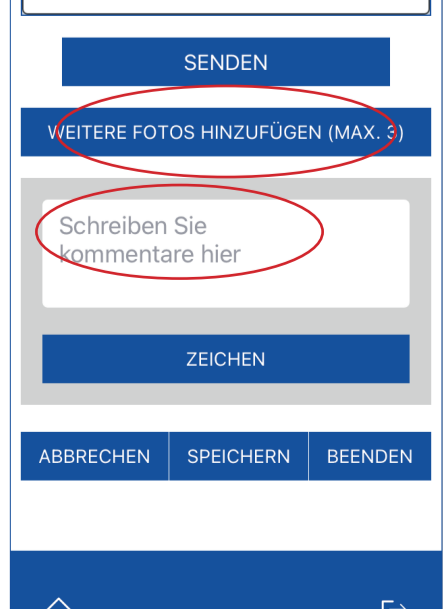 SENDEN
WEITERE FOTOS HINZUFÜGEN (MAX. 3)
Schreiben Sie
kommentare hier
ZEICHEN
ABBRECHEN SPEICHERN BEENDEN